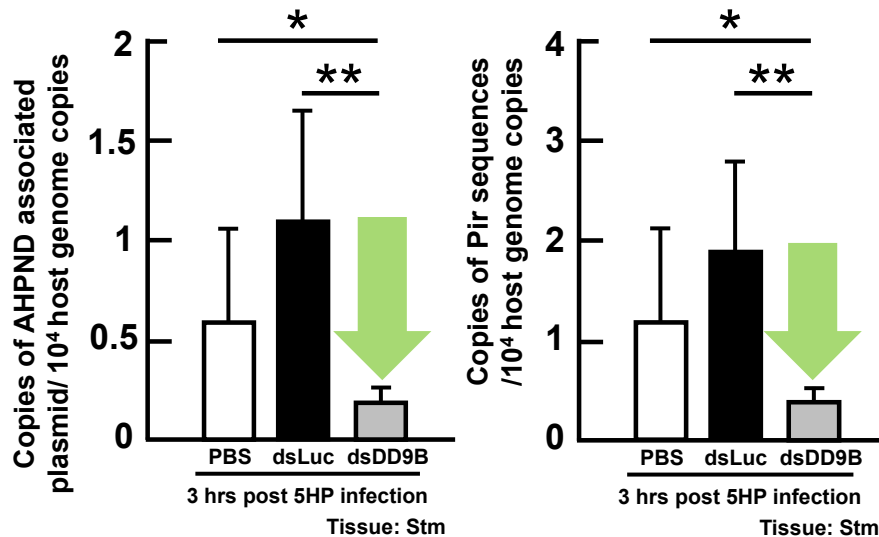 Copies of AHPND associated
plasmid/ 10⁴ host genome copies
2
1.5
1
0.5
0
*
**
PBS dsLuc dsDD9B
3 hrs post 5HP infection
Tissue: Stm
Copies of Pir sequences
/10⁴ host genome copies
4
3
2
1
0
*
**
PBS dsLuc dsDD9B
3 hrs post 5HP infection
Tissue: Stm